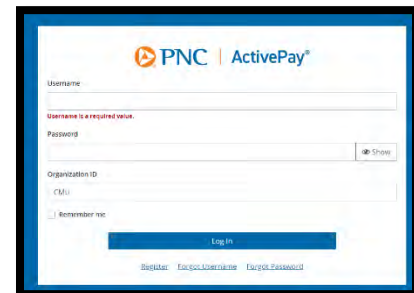 PNC | ActivePay®
Username
Username is a required value.
Password
Show
Organization ID
CMU
Remember me
Log In
Register Forgot Username Forgot Password